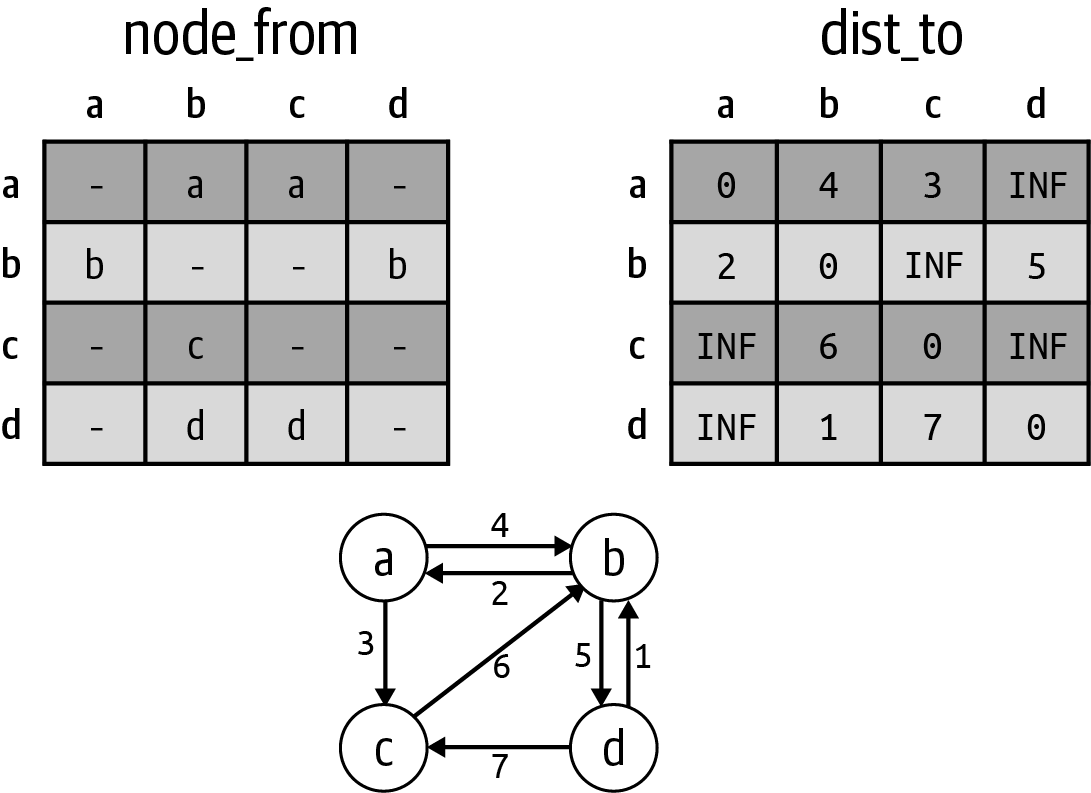 node_from dist_to
a b c d a b c d
a - a a - a 0 4 3 INF
b b - - b b 2 0 INF 5
c - c - - c INF 6 0 INF
d - d d - d INF 1 7 0
4
a b
2
3 6 5 1
c d
7